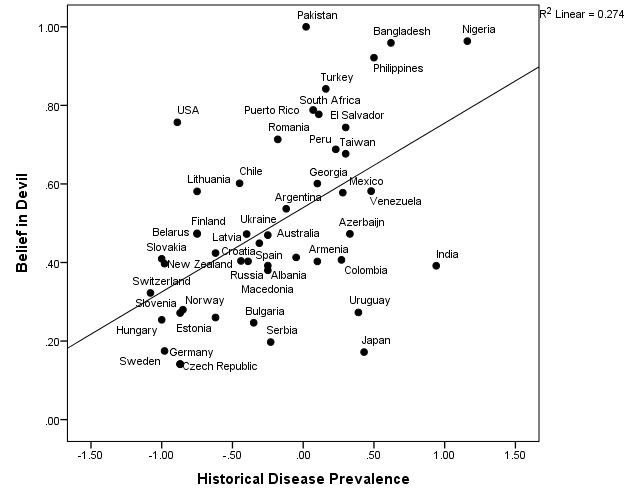 R² Linear = 0.274
Belief in Devil
1.00
.80
.60
.40
.20
.00
Pakistan
Bangladesh
Nigeria
Philippines
Turkey
USA
South Africa
Puerto Rico
El Salvador
Romania
Peru
Taiwan
Georgia
Chile
Lithuania
Mexico
Argentina
Venezuela
Finland
Ukraine
Azerbaijn
Belarus
Latvia
Australia
Slovakia
Croatia
Spain
Armenia
India
New Zealand
Russia
Albania
Colombia
Switzerland
Macedonia
Slovenia
Norway
Uruguay
Bulgaria
Hungary
Estonia
Serbia
Japan
Sweden
Germany
Czech Republic
-1.50
-1.00
-.50
.00
.50
1.00
1.50
Historical Disease Prevalence